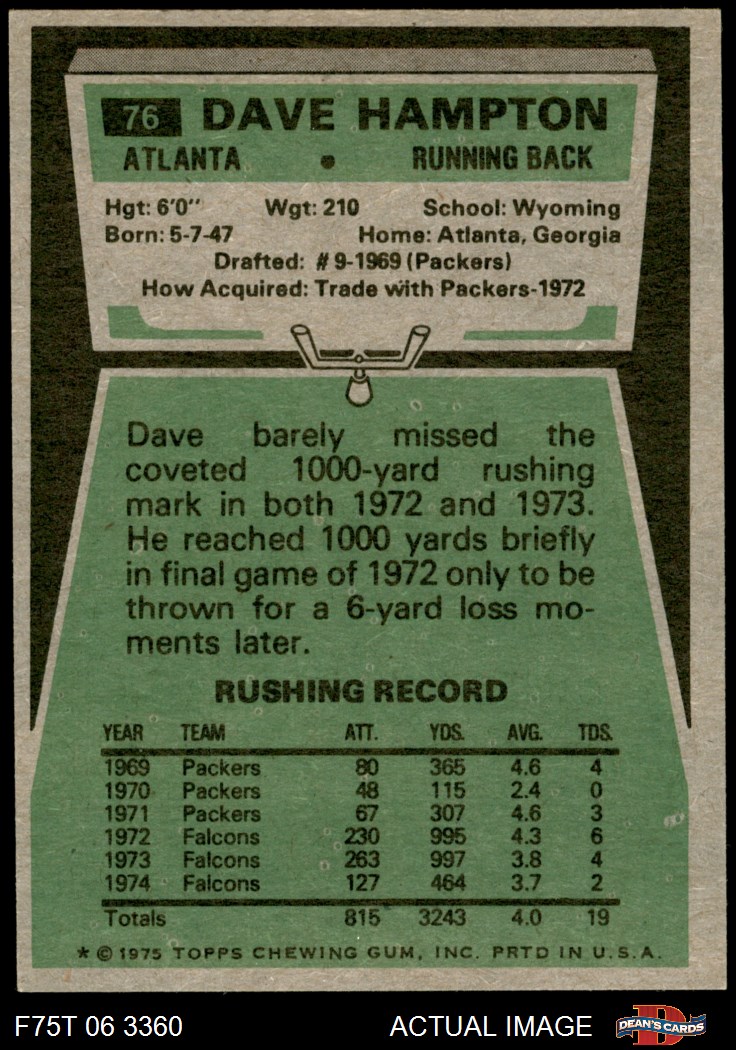 76 DAVE HAMPTON
ATLANTA • RUNNING BACK
Hgt: 6'0" Wgt: 210 School: Wyoming
Born: 5-7-47 Home: Atlanta, Georgia
Drafted: #9-1969 (Packers)
How Acquired: Trade with Packers-1972
Dave barely missed the
coveted 1000-yard rushing
mark in both 1972 and 1973.
He reached 1000 yards briefly
in final game of 1972 only to be
thrown for a 6-yard loss mo-
ments later.
RUSHING RECORD
YEAR TEAM ATT. YDS. AVG. TDS.
1969 Packers 80 365 4.6 4
1970 Packers 48 115 2.4 0
1971 Packers 67 307 4.6 3
1972 Falcons 230 995 4.3 6
1973 Falcons 263 997 3.8 4
1974 Falcons 127 464 3.7 2
Totals 815 3243 4.0 19
* © 1975 TOPPS CHEWING GUM, INC. PRTD IN U.S.A.
F75T 06 3360 ACTUAL IMAGE D DEAN'S CARDS